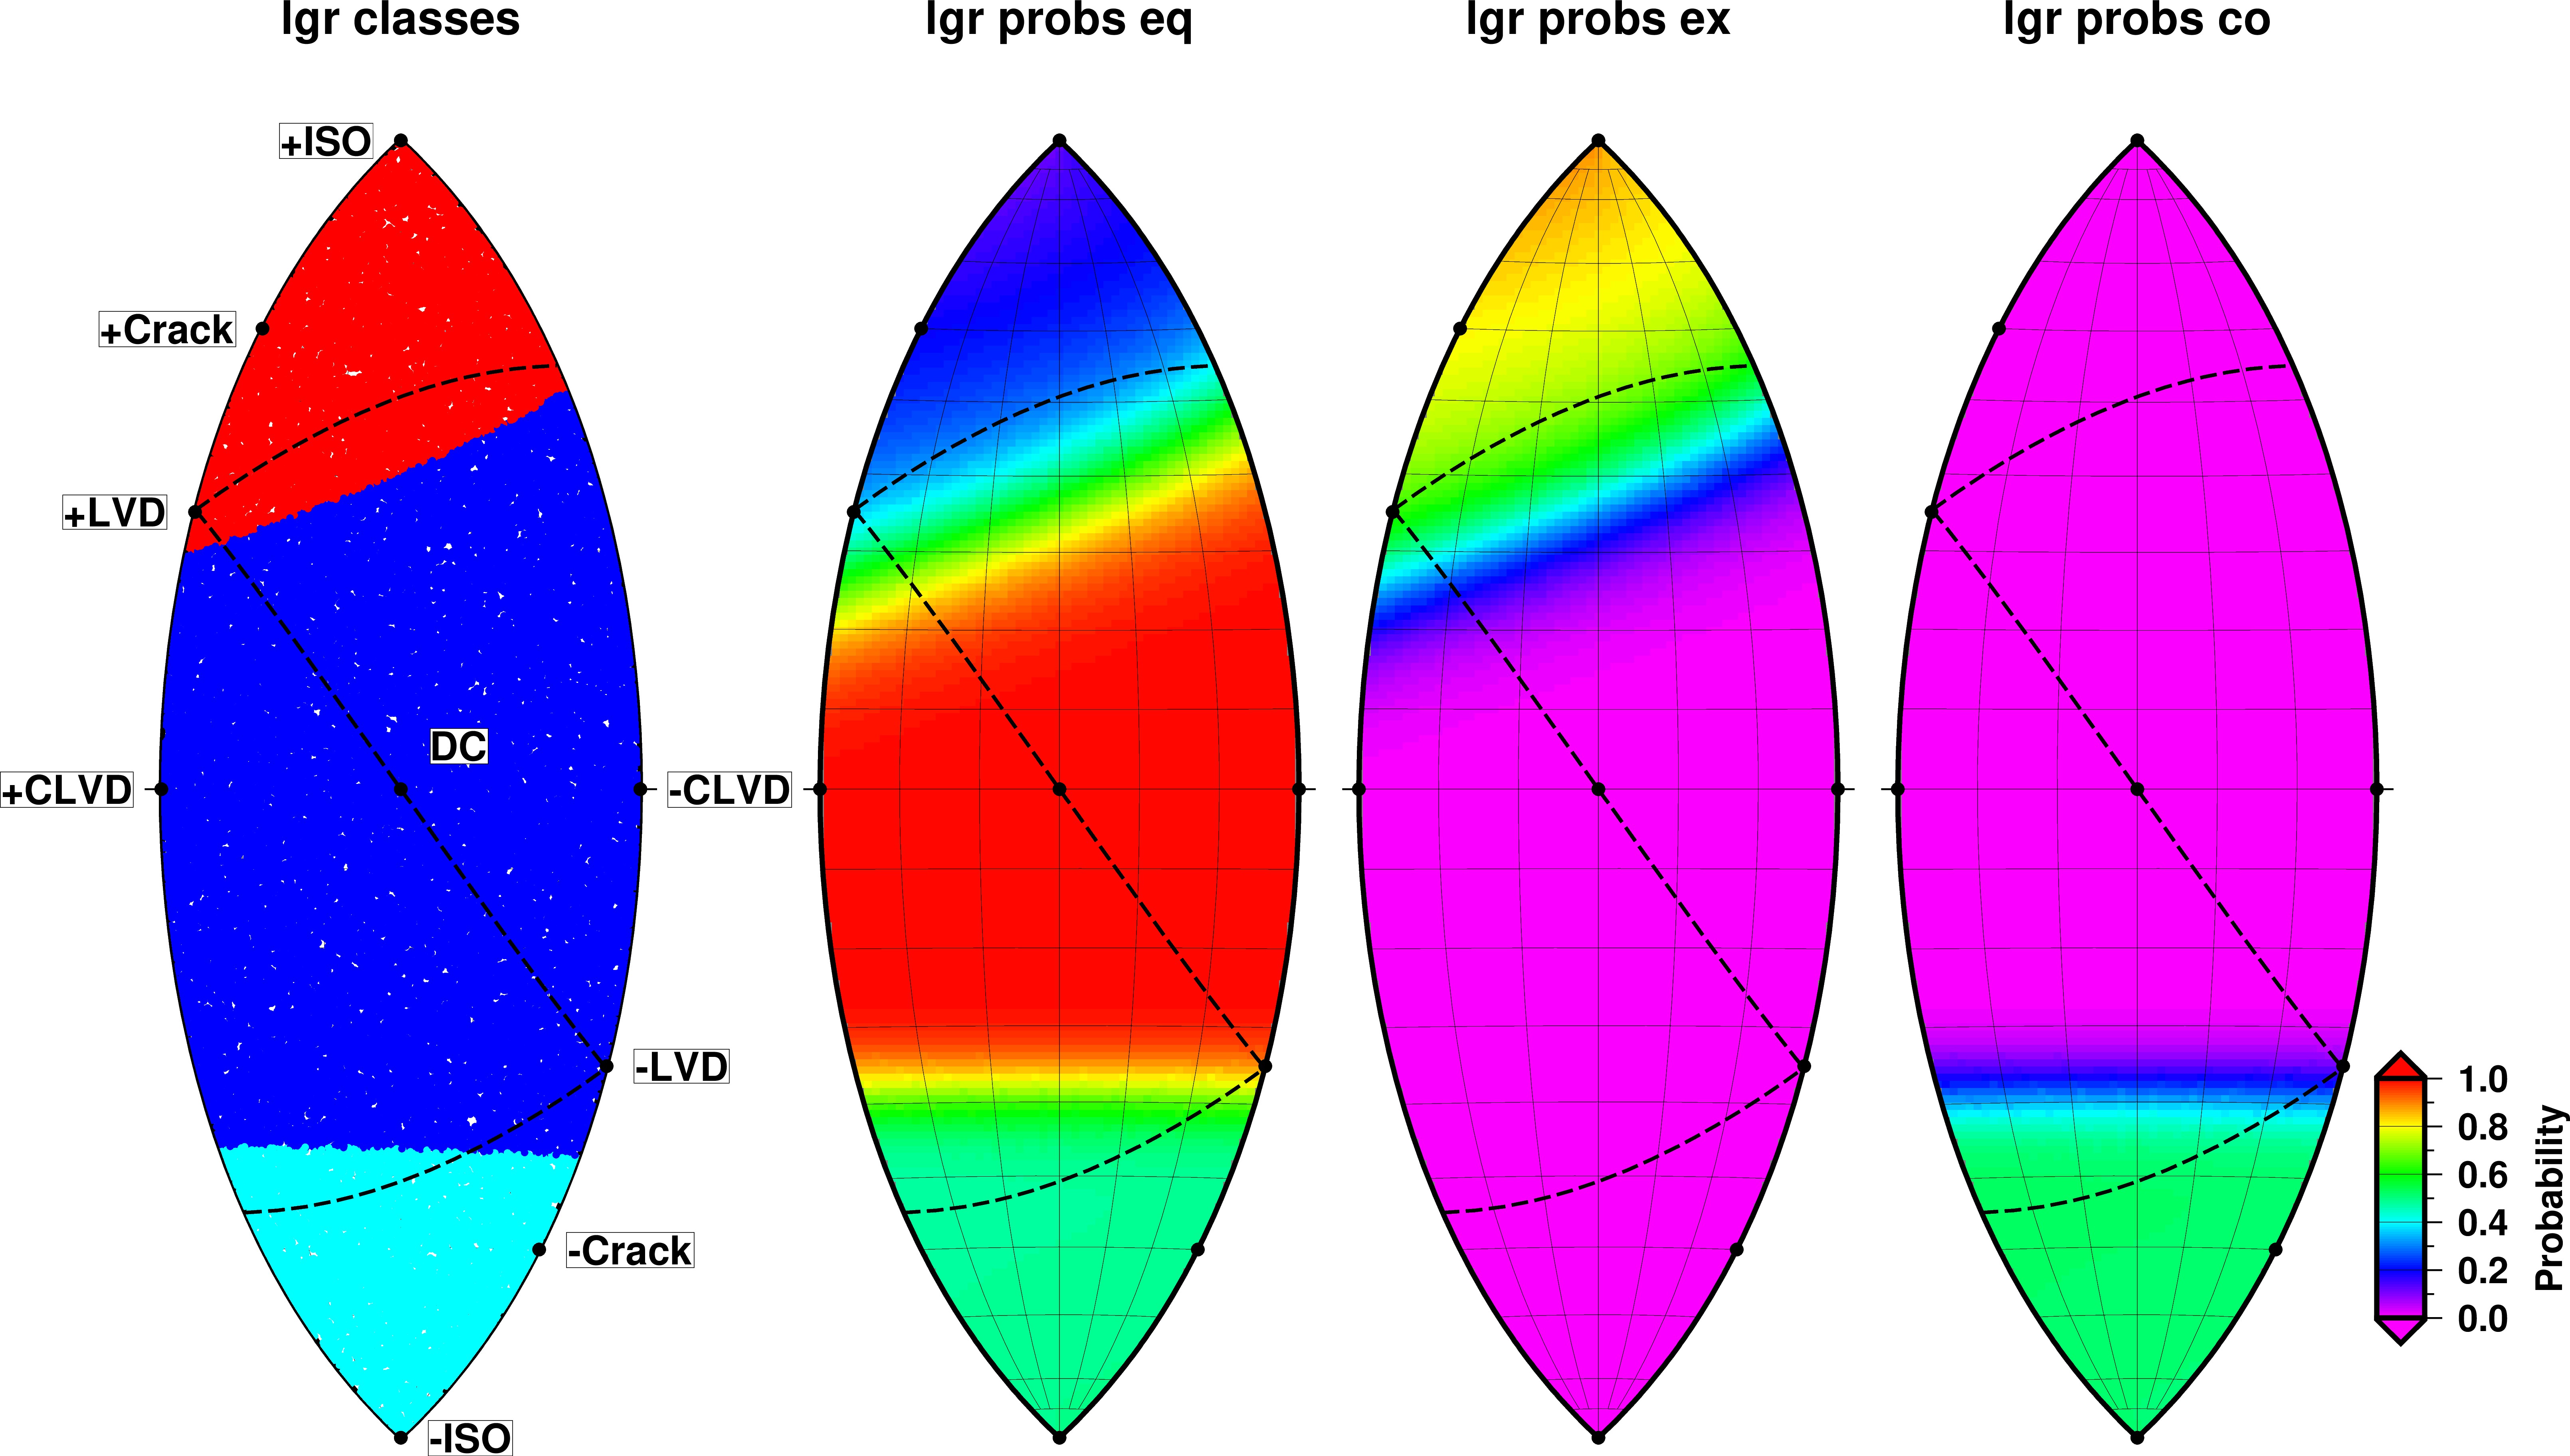 lgr classes
lgr probs eq
lgr probs ex
lgr probs co
+ISO
+Crack
+LVD
DC
+CLVD
-CLVD
-LVD
-Crack
-ISO
1.0
0.8
0.6
0.4
0.2
0.0
Probability